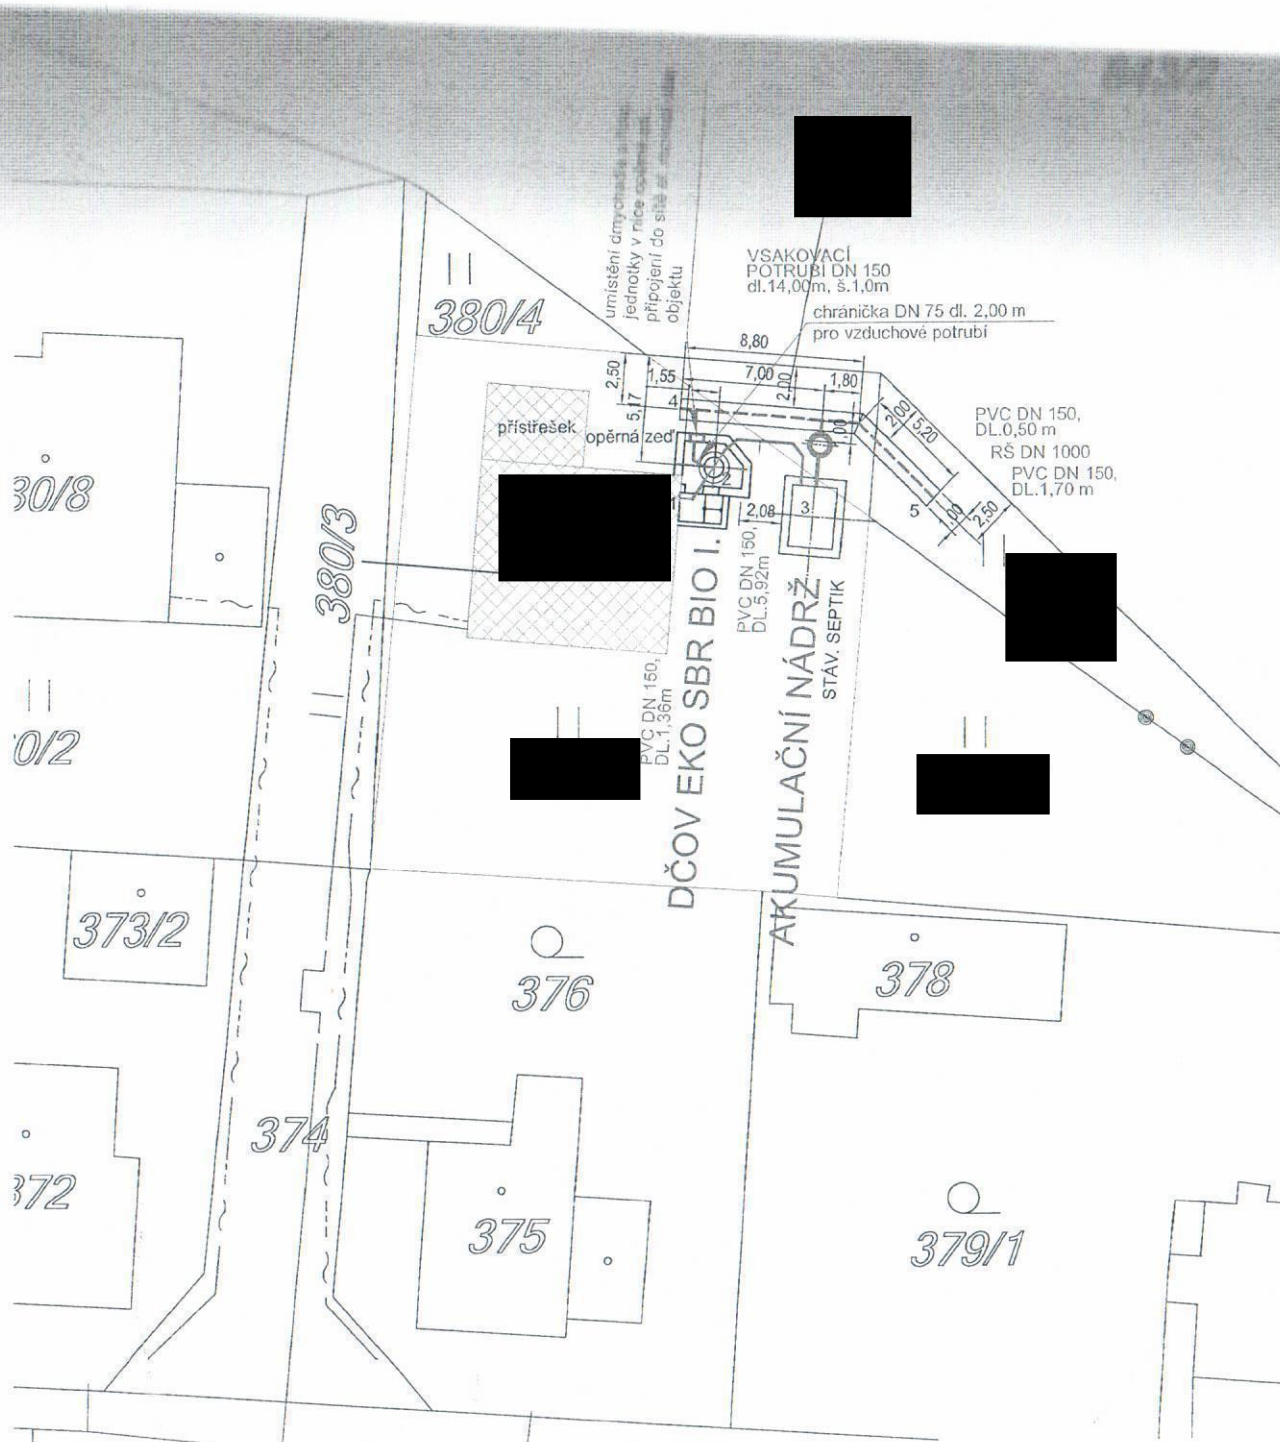 umístění dmychadla a
jednotky v nice opěrné
připojení do sítě
objektu
VSAKOVACÍ
POTRUBÍ DN 150
dl.14,00m, š.1,0m
chránička DN 75 dl. 2,00 m
pro vzduchové potrubí
380/4
8,80
2,50
1,55
7,00
2,00
1,80
5,17
4
přístřešek
opěrná zeď
2,00
5,20
PVC DN 150,
DL.0,50 m
RŠ DN 1000
PVC DN 150,
DL.1,70 m
30/8
2
1
3
2,08
5
,00
,00
2,50
380/3
PVC DN 150,
DL.5,92m
STÁV. SEPTIK
PVC DN 150,
DL.1,36m
DČOV EKO SBR BIO I.
AKUMULAČNÍ NÁDRŽ
0/2
373/2
376
378
374
372
375
379/1